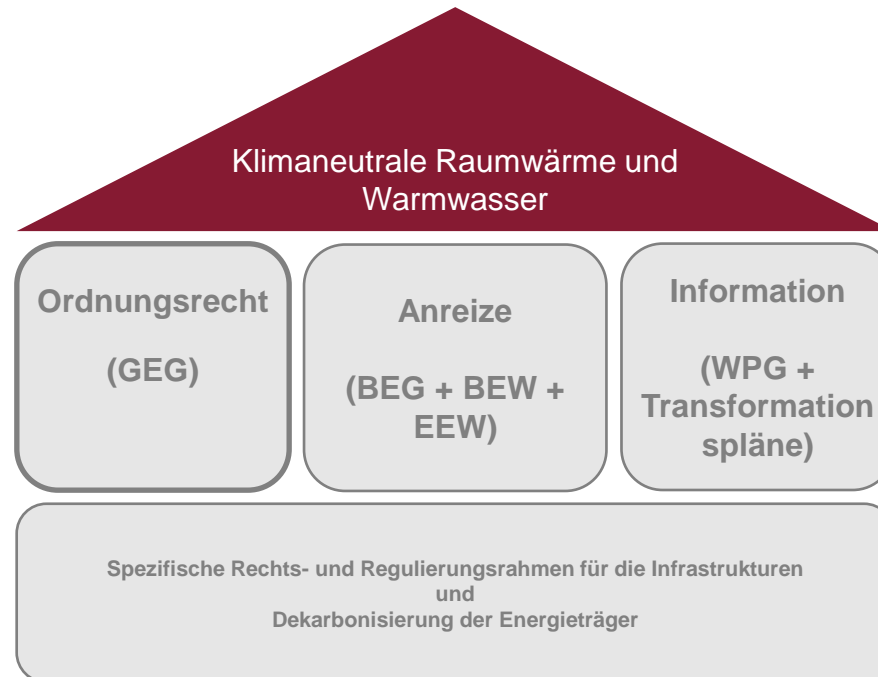 Klimaneutrale Raumwärme und
Warmwasser
Ordnungsrecht
(GEG)
Anreize
(BEG + BEW +
EEW)
Information
(WPG +
Transformation
spläne)
Spezifische Rechts- und Regulierungsrahmen für die Infrastrukturen
und
Dekarbonisierung der Energieträger